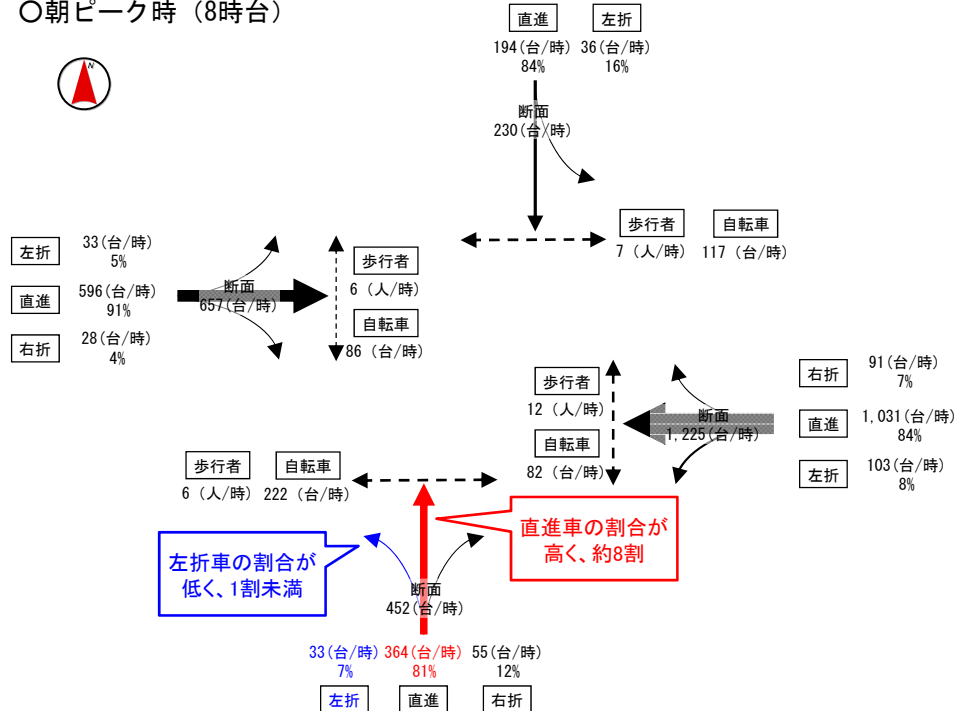 〇朝ピーク時（8時台）
N
直進 左折
194(台/時) 36(台/時)
84% 16%
断面
230(台/時)
歩行者 自転車
7（人/時） 117（台/時）
左折 33(台/時)
5%
直進 596(台/時)
91%
右折 28(台/時)
4%
断面
657(台/時)
歩行者
6（人/時）
自転車
86（台/時）
歩行者
12（人/時）
自転車
82（台/時）
断面
1,225(台/時)
右折 91(台/時)
7%
直進 1,031(台/時)
84%
左折 103(台/時)
8%
歩行者 自転車
6（人/時） 222（台/時）
直進車の割合が
高く、約8割
左折車の割合が
低く、1割未満
断面
452(台/時)
33(台/時) 364(台/時) 55(台/時)
7% 81% 12%
左折 直進 右折